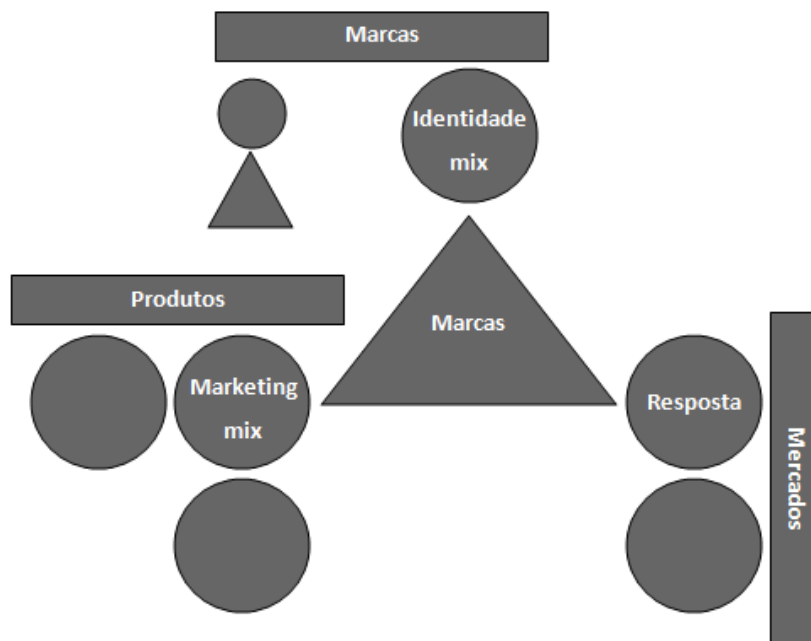 Marcas
Identidade
mix
Produtos
Marcas
Marketing
mix
Resposta
Mercados